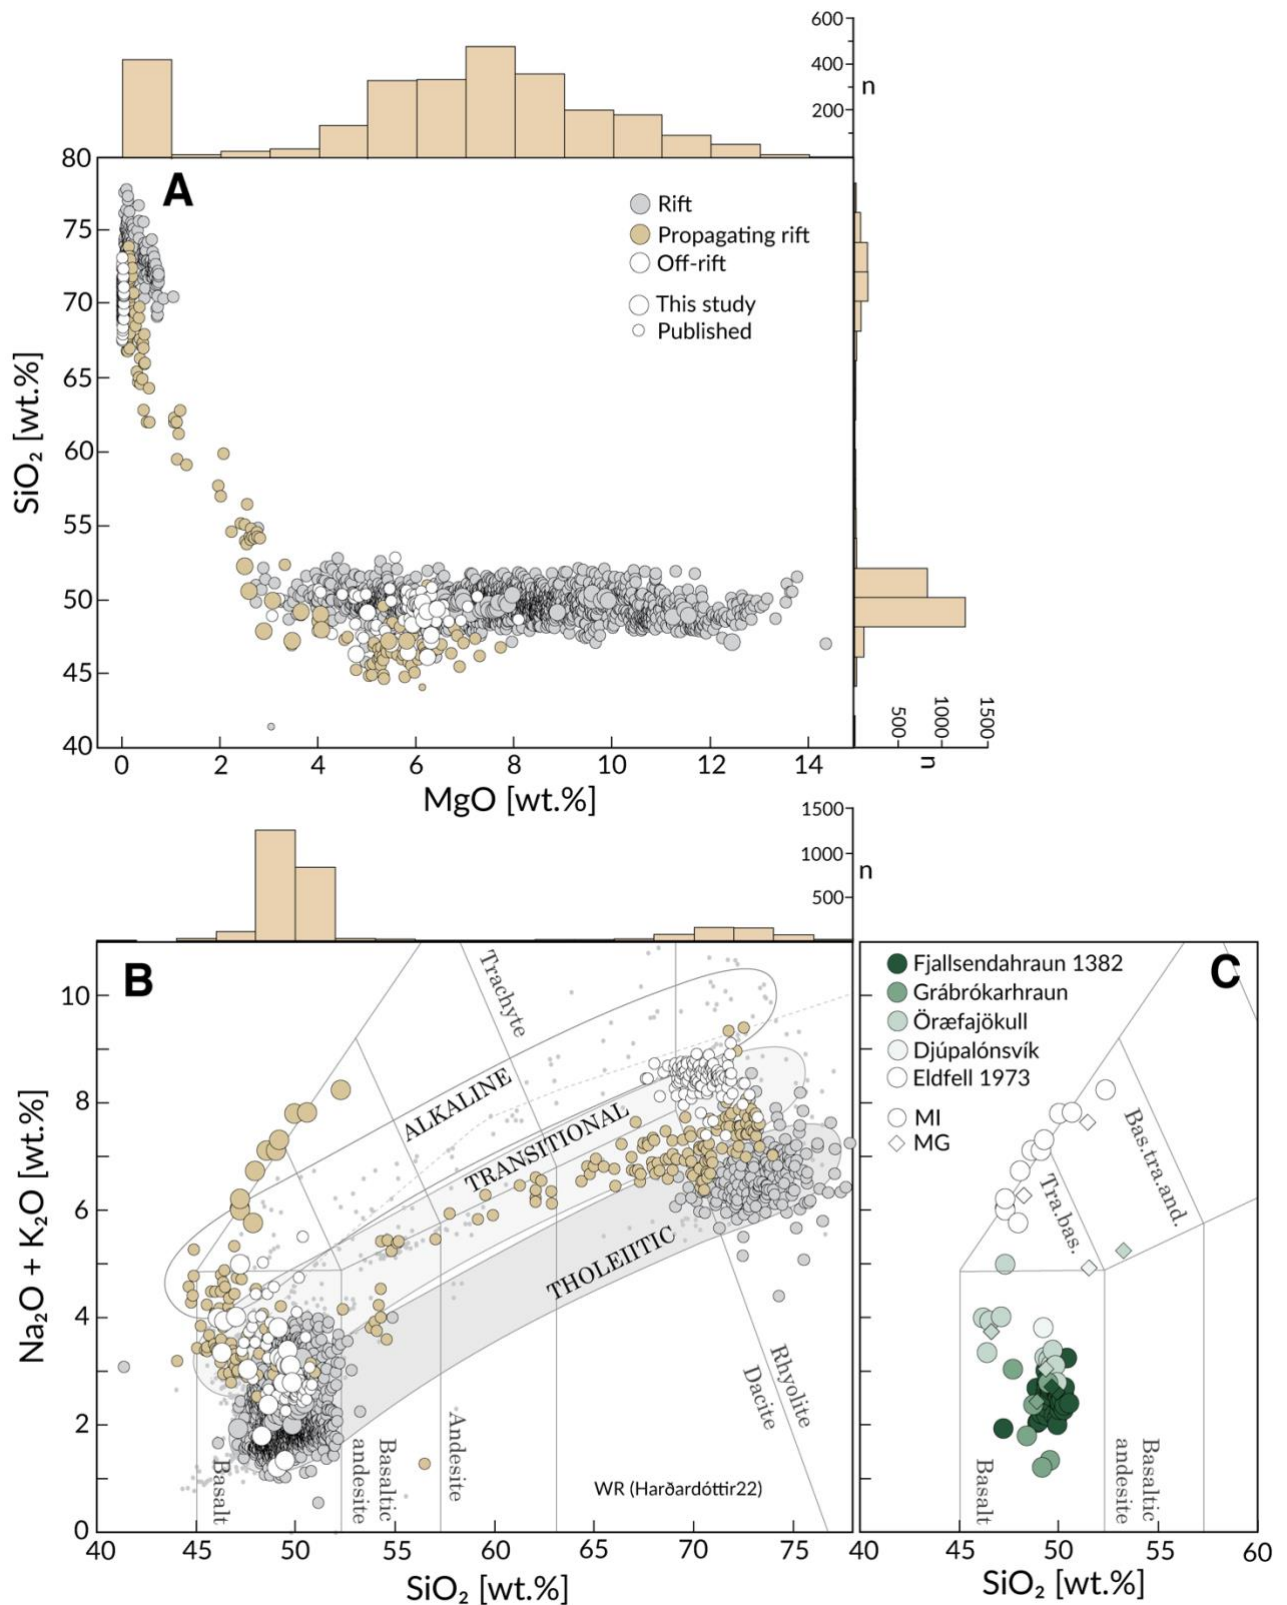 600
400
n
200
80
A
Rift
Propagating rift
Off-rift
This study
Published
75
70
65
60
55
50
45
40
SiO₂ [wt.%]
0 2 4 6 8 10 12 14
MgO [wt.%]
500 1000 1500
n
1500
1000
n
500
B
Trachyte
ALKALINE
TRANSITIONAL
THOLEIITIC
Basalt
Basaltic
andesite
Andesite
Dacite
Rhyolite
WR (Harðardóttir22)
10
8
6
4
2
0
Na₂O + K₂O [wt.%]
40 45 50 55 60 65 70 75
SiO₂ [wt.%]
C
Fjallsendahraun 1382
Grábrókarhraun
Öræfajökull
Djúpalónsvík
Eldfell 1973
MI
MG
Tra.bas.
Bas.tra.and.
Basalt
Basaltic
andesite
40 45 50 55 60
SiO₂ [wt.%]